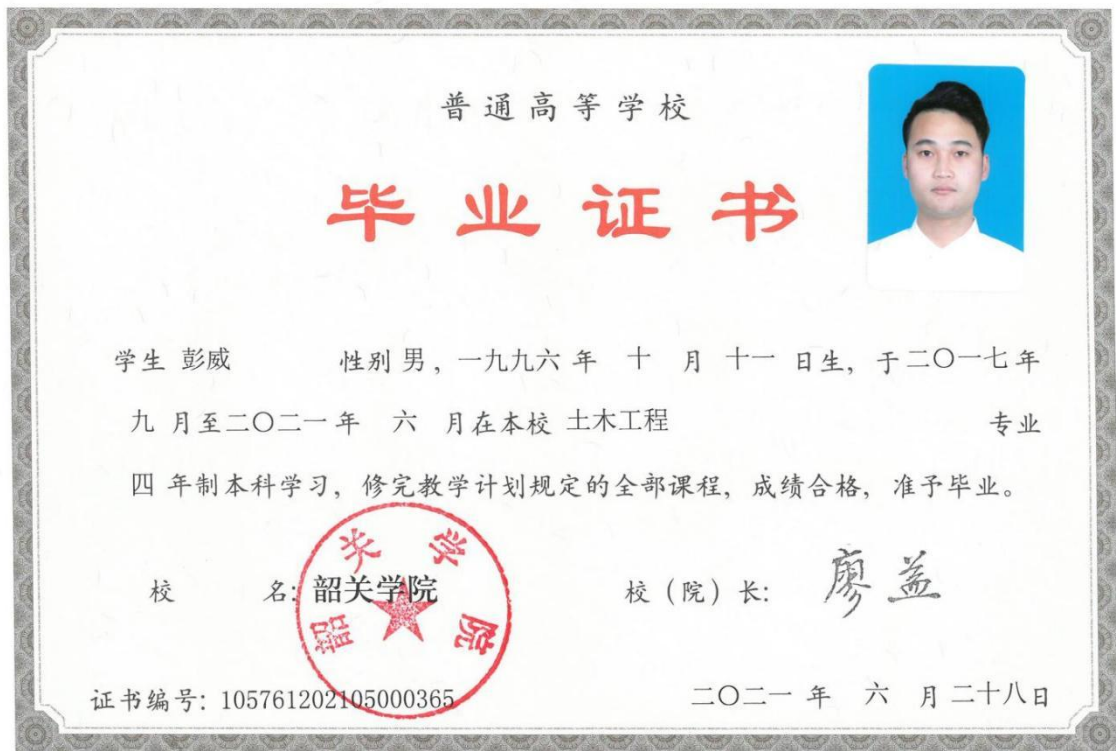 普通高等学校
毕业证书
学生 彭威 性别 男，一九九六 年 十 月 十一 日生，于二〇一七年
九 月至二〇二一年 六 月在本校 土木工程 专业
四 年制本科学习，修完教学计划规定的全部课程，成绩合格，准予毕业。
韶关学院
校 名：韶关学院 校（院）长： 廖益
证书编号：105761202105000365 二〇二一 年 六 月二十八日